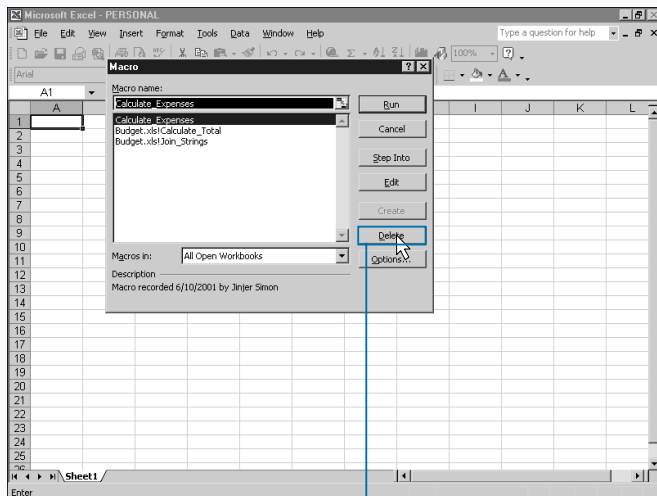 Microsoft Excel - PERSONAL
File Edit View Insert Format Tools Data Window Help
Type a question for help
100%
Arial
A1
Macro
Macro name:
Calculate_Expenses
Calculate_Expenses
Budget.xls!Calculate_Total
Budget.xls!Join_Strings
Run
Cancel
Step Into
Edit
Create
Delete
Options...
Macros in: All Open Workbooks
Description
Macro recorded 6/10/2001 by Jinjer Simon
A I J K L
1
2
3
4
5
6
7
8
9
10
11
12
13
14
15
16
17
18
19
20
21
22
23
24
25
26
Sheet1
Enter